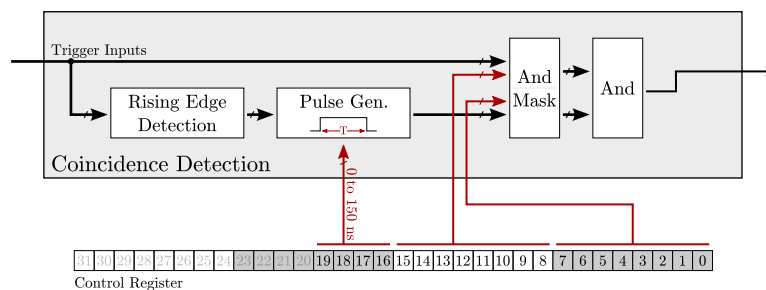 Trigger Inputs
Rising Edge
Detection
Pulse Gen.
T
And
Mask
And
Coincidence Detection
0 to 150 ns
31 30 29 28 27 26 25 24 23 22 21 20 19 18 17 16 15 14 13 12 11 10 9 8 7 6 5 4 3 2 1 0
Control Register